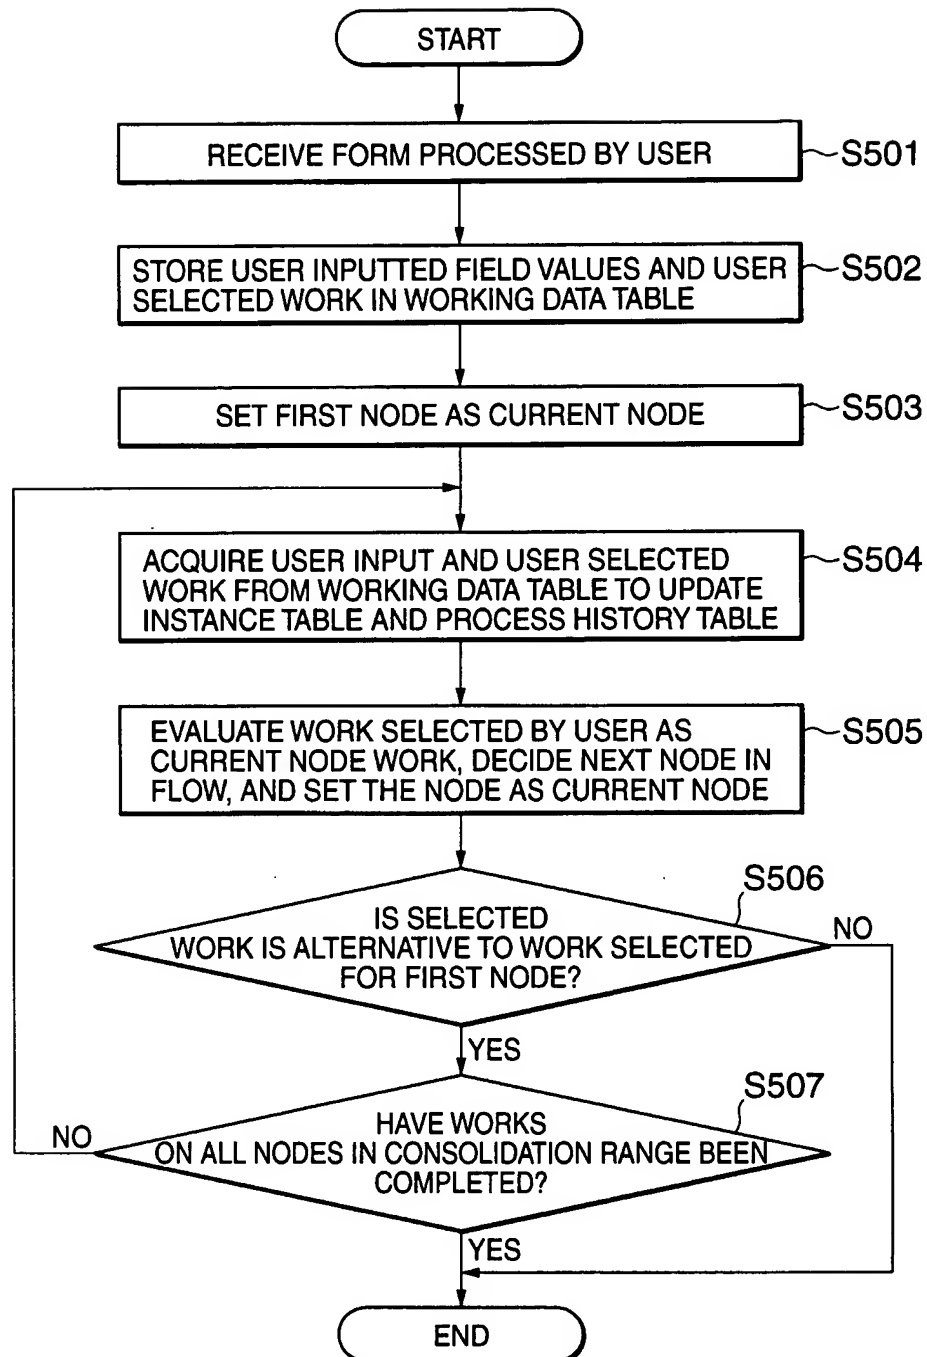 START
RECEIVE FORM PROCESSED BY USER
S501
STORE USER INPUTTED FIELD VALUES AND USER
SELECTED WORK IN WORKING DATA TABLE
S502
SET FIRST NODE AS CURRENT NODE
S503
ACQUIRE USER INPUT AND USER SELECTED
WORK FROM WORKING DATA TABLE TO UPDATE
INSTANCE TABLE AND PROCESS HISTORY TABLE
S504
EVALUATE WORK SELECTED BY USER AS
CURRENT NODE WORK, DECIDE NEXT NODE IN
FLOW, AND SET THE NODE AS CURRENT NODE
S505
S506
IS SELECTED
WORK IS ALTERNATIVE TO WORK SELECTED
FOR FIRST NODE?
NO
YES
S507
HAVE WORKS
ON ALL NODES IN CONSOLIDATION RANGE BEEN
COMPLETED?
NO
YES
END